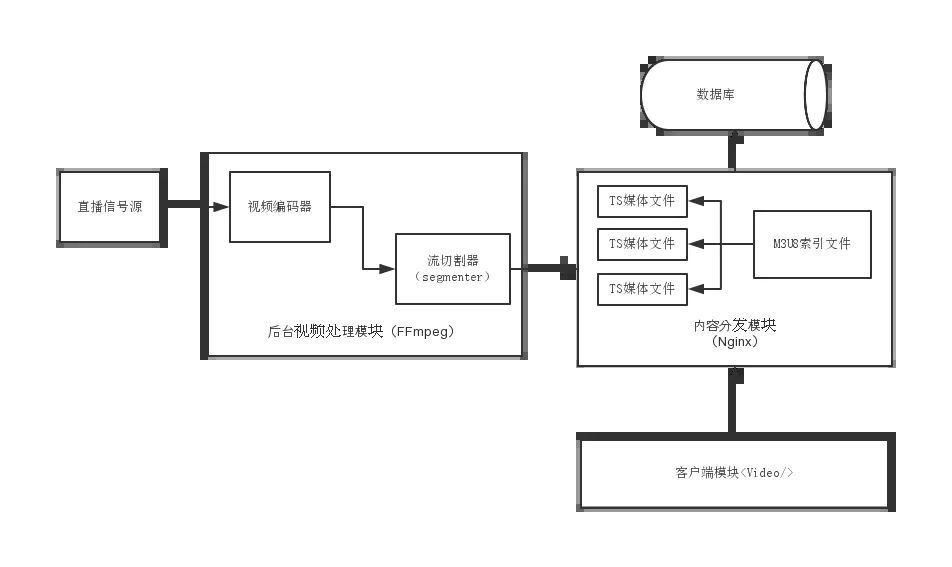 数据库
直播信号源
视频编码器
流切割器
（segmenter）
后台视频处理模块（FFmpeg）
TS媒体文件
TS媒体文件
TS媒体文件
M3U8索引文件
内容分发模块
（Nginx）
客户端模块<Video/>